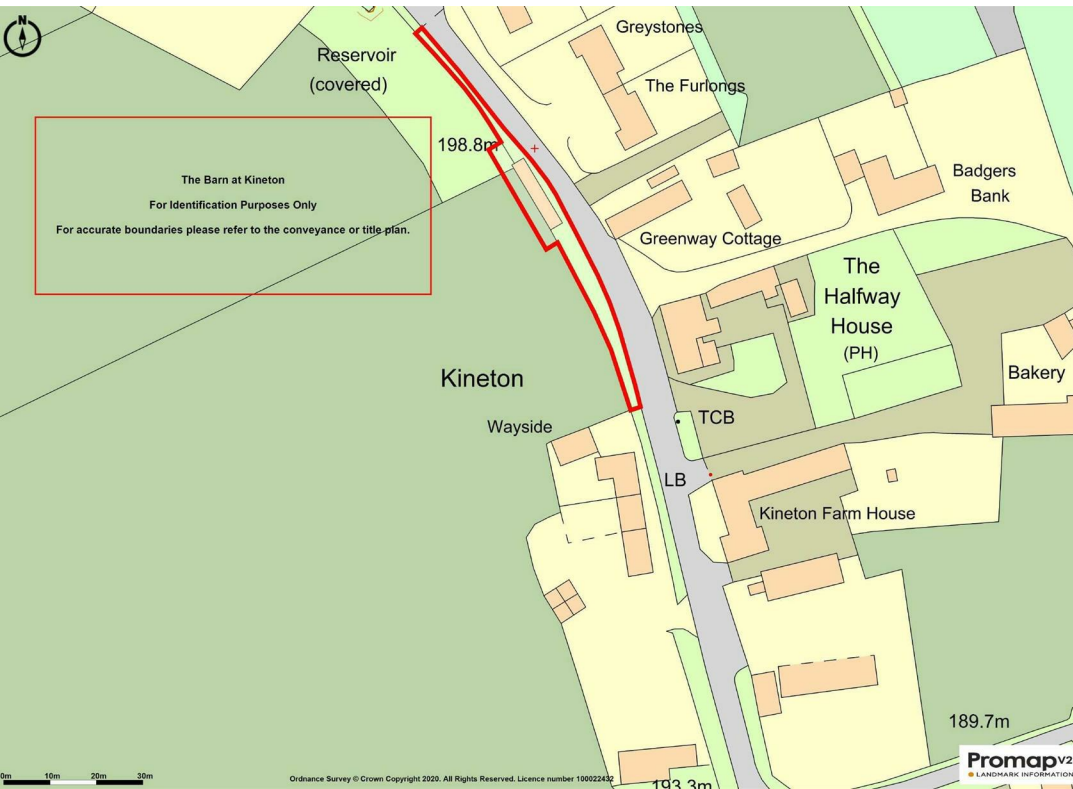 N
Greystones
Reservoir
(covered)
The Furlongs
198.8m
The Barn at Kineton
For Identification Purposes Only
For accurate boundaries please refer to the conveyance or title plan.
Badgers
Bank
Greenway Cottage
The
Halfway
House
(PH)
Kineton
Bakery
Wayside
TCB
LB
Kineton Farm House
189.7m
193.3m
0m 10m 20m 30m
Ordnance Survey © Crown Copyright 2020. All Rights Reserved. Licence number 100022432
Promap V2
LANDMARK INFORMATION